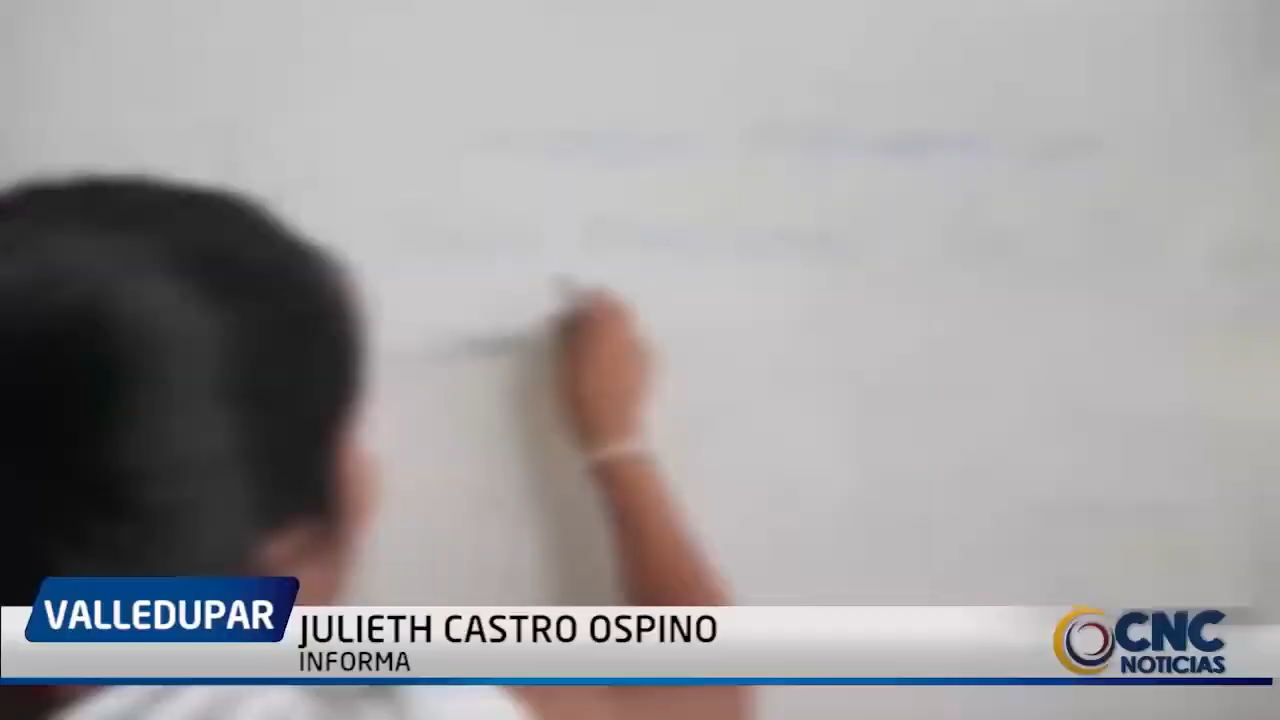 VALLEDUPAR
JULIETH CASTRO OSPINO
INFORMA
CNC
NOTICIAS